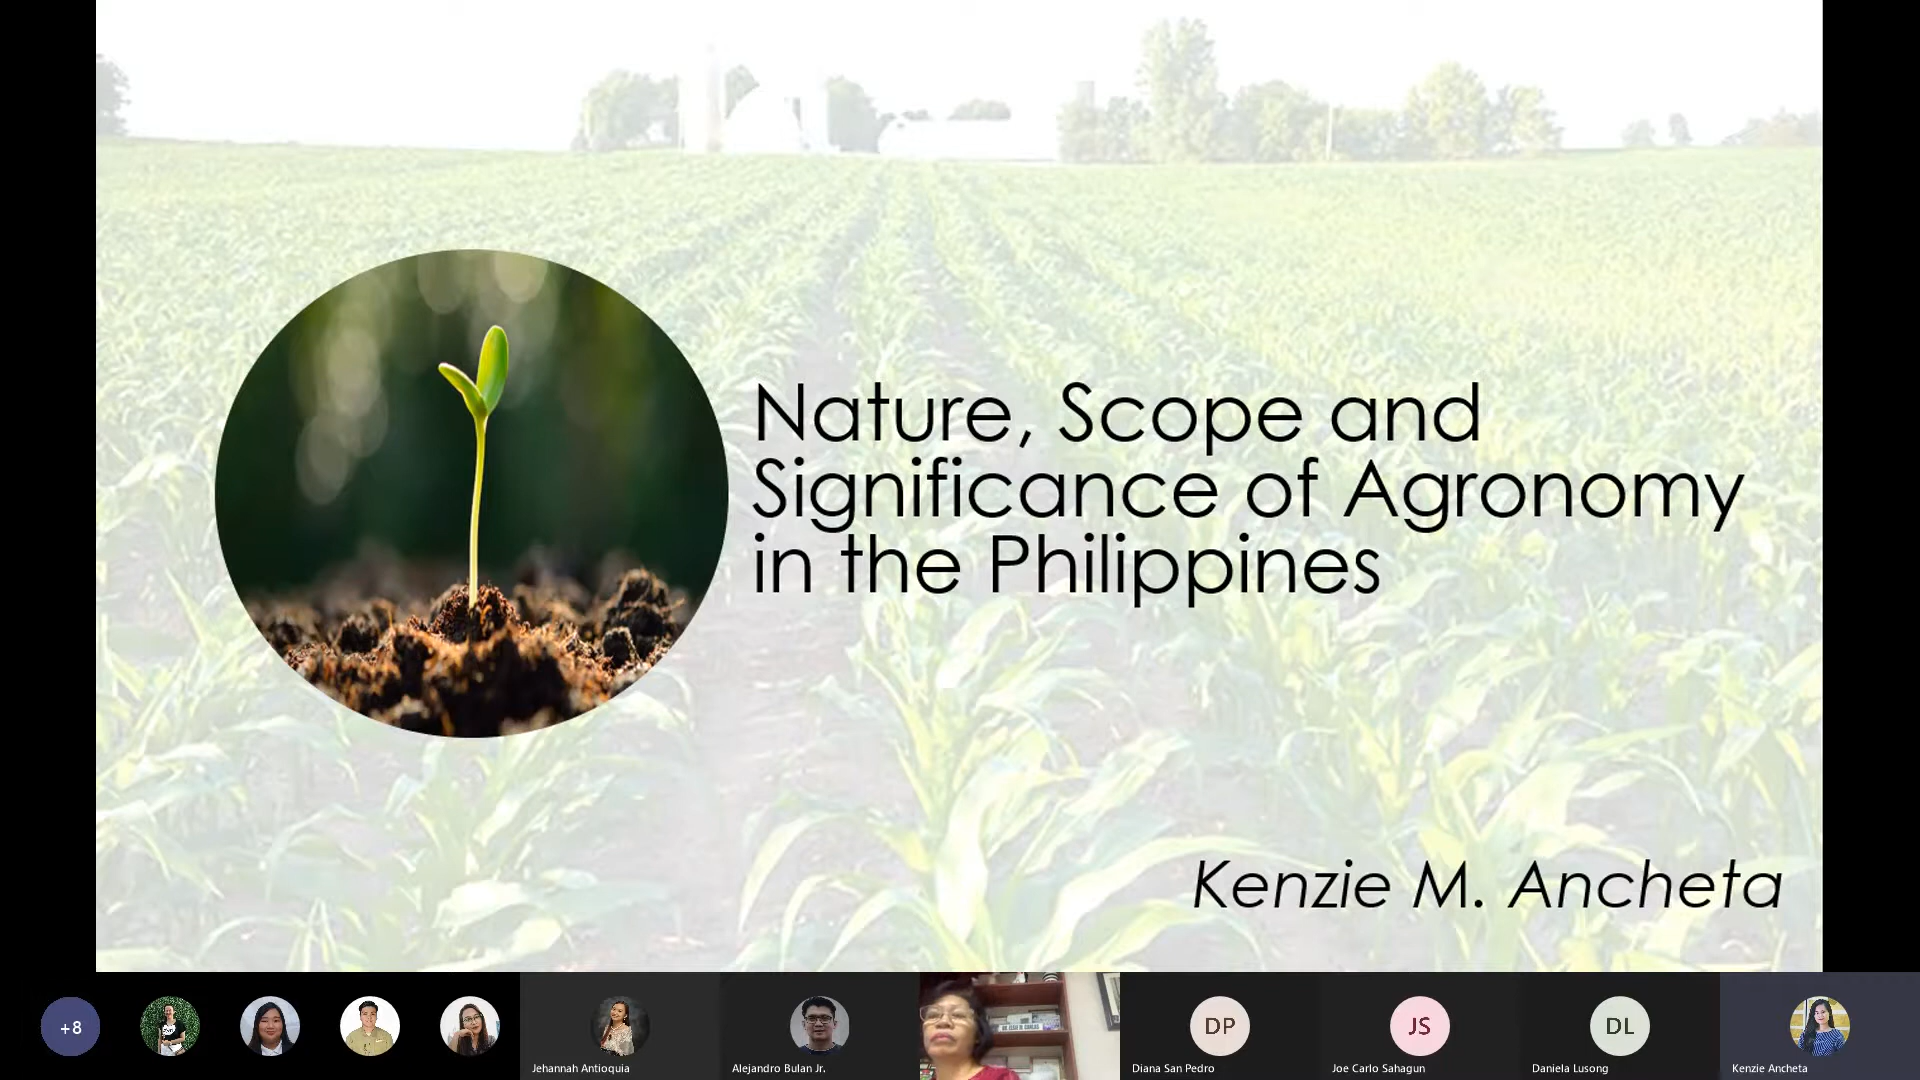 Nature, Scope and
Significance of Agronomy
in the Philippines
Kenzie M. Ancheta
+8
Jehannah Antioquia
Alejandro Bulan Jr.
DP
Diana San Pedro
JS
Joe Carlo Sahagun
DL
Daniela Lusong
Kenzie Ancheta